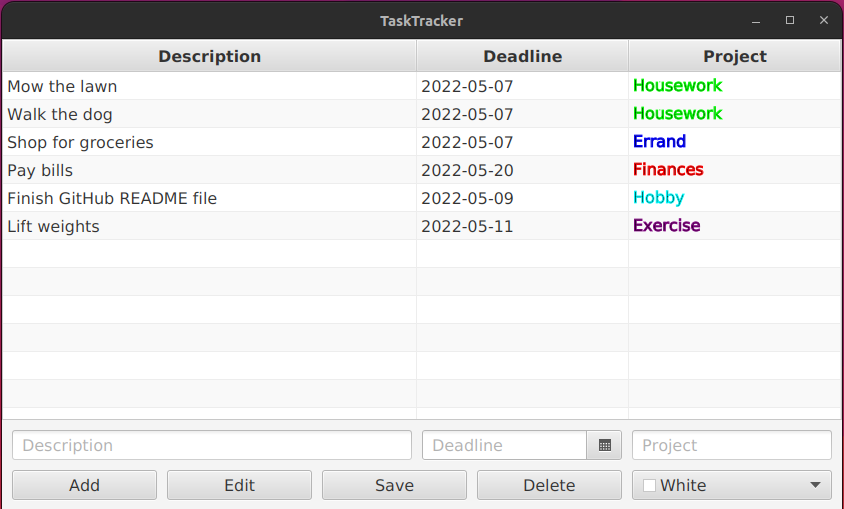 TaskTracker
Description Deadline Project
Mow the lawn 2022-05-07 Housework
Walk the dog 2022-05-07 Housework
Shop for groceries 2022-05-07 Errand
Pay bills 2022-05-20 Finances
Finish GitHub README file 2022-05-09 Hobby
Lift weights 2022-05-11 Exercise
Description Deadline Project
Add Edit Save Delete White